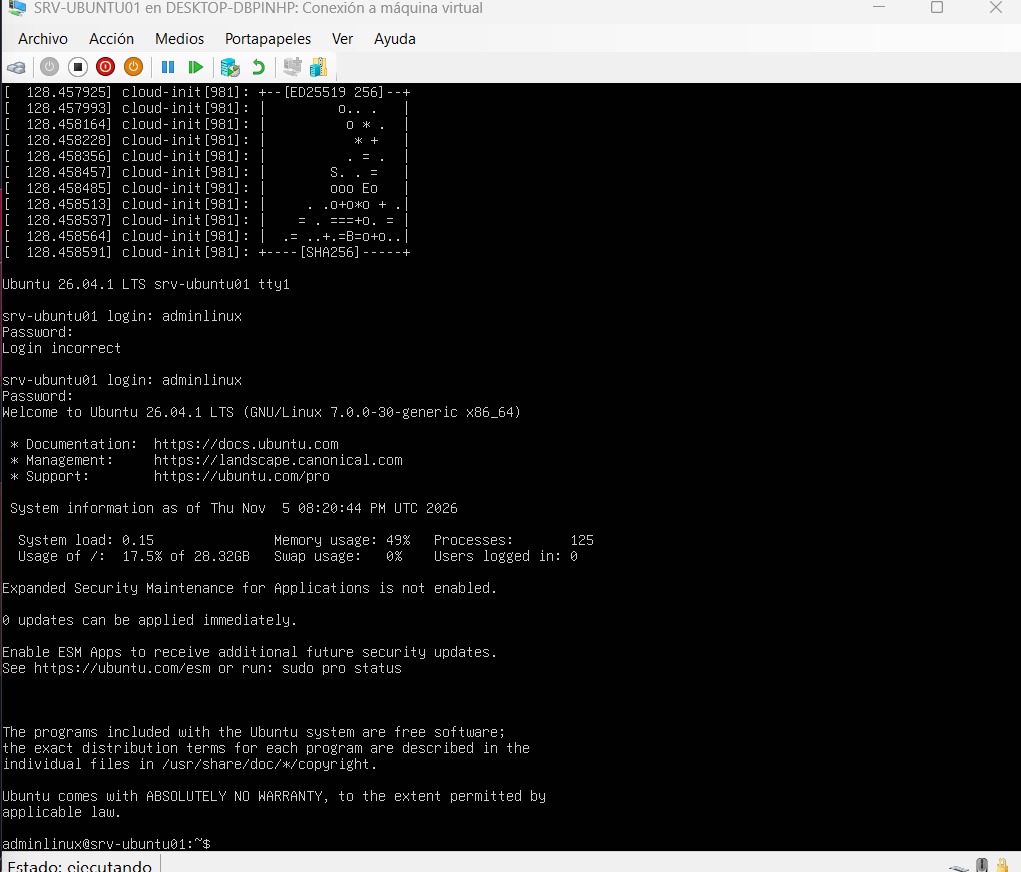 SRV-UBUNTU01 en DESKTOP-DBPINHP: Conexión a máquina virtual
Archivo Acción Medios Portapapeles Ver Ayuda
[  128.457925] cloud-init[981]: +--[ED25519 256]--+
[  128.457993] cloud-init[981]: |         o.. .   |
[  128.458164] cloud-init[981]: |          o * .  |
[  128.458228] cloud-init[981]: |           * +   |
[  128.458356] cloud-init[981]: |          . = .  |
[  128.458457] cloud-init[981]: |        S. . =   |
[  128.458485] cloud-init[981]: |        ooo Eo   |
[  128.458513] cloud-init[981]: |     . .o+o*o + .|
[  128.458537] cloud-init[981]: |    = . ===+o. = |
[  128.458564] cloud-init[981]: |  .= ..+.=B=o+o..|
[  128.458591] cloud-init[981]: +----[SHA256]-----+
Ubuntu 26.04.1 LTS srv-ubuntu01 tty1
srv-ubuntu01 login: adminlinux
Password:
Login incorrect
srv-ubuntu01 login: adminlinux
Password:
Welcome to Ubuntu 26.04.1 LTS (GNU/Linux 7.0.0-30-generic x86_64)
 * Documentation:  https://docs.ubuntu.com
 * Management:     https://landscape.canonical.com
 * Support:        https://ubuntu.com/pro
 System information as of Thu Nov  5 08:20:44 PM UTC 2026
  System load: 0.15               Memory usage: 49%   Processes:       125
  Usage of /:  17.5% of 28.32GB   Swap usage:   0%    Users logged in: 0
Expanded Security Maintenance for Applications is not enabled.
0 updates can be applied immediately.
Enable ESM Apps to receive additional future security updates.
See https://ubuntu.com/esm or run: sudo pro status
The programs included with the Ubuntu system are free software;
the exact distribution terms for each program are described in the
individual files in /usr/share/doc/*/copyright.
Ubuntu comes with ABSOLUTELY NO WARRANTY, to the extent permitted by
applicable law.
adminlinux@srv-ubuntu01:~$
Estado: ejecutando